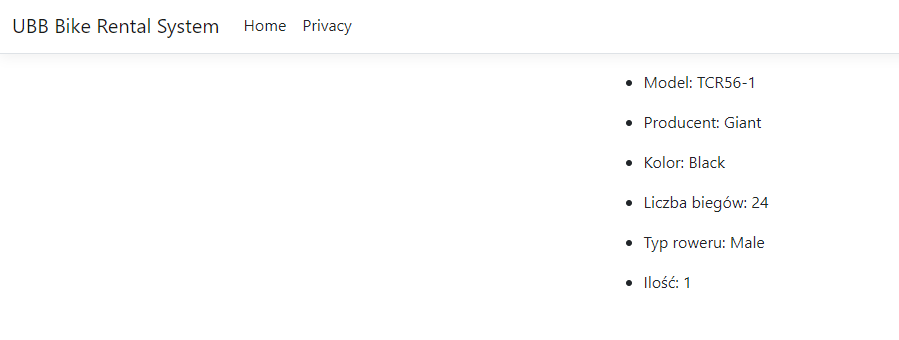 UBB Bike Rental System Home Privacy
Model: TCR56-1
Producent: Giant
Kolor: Black
Liczba biegów: 24
Typ roweru: Male
Ilość: 1